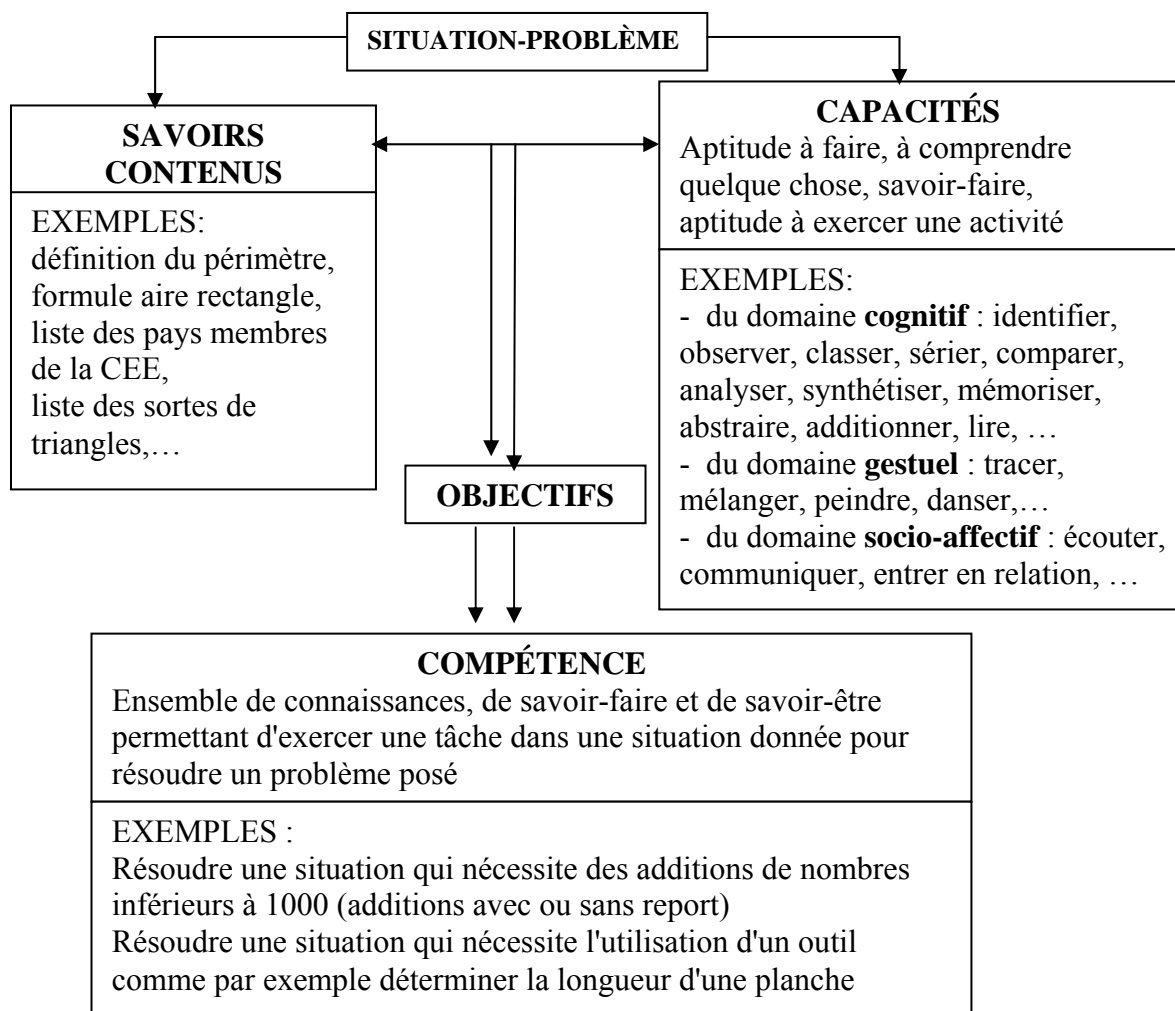 SITUATION-PROBLÈME
SAVOIRS
CONTENUS
EXEMPLES:
définition du périmètre,
formule aire rectangle,
liste des pays membres
de la CEE,
liste des sortes de
triangles,…
CAPACITÉS
Aptitude à faire, à comprendre
quelque chose, savoir-faire,
aptitude à exercer une activité
EXEMPLES:
- du domaine cognitif : identifier,
observer, classer, sérier, comparer,
analyser, synthétiser, mémoriser,
abstraire, additionner, lire, …
- du domaine gestuel : tracer,
mélanger, peindre, danser,…
- du domaine socio-affectif : écouter,
communiquer, entrer en relation, …
OBJECTIFS
COMPÉTENCE
Ensemble de connaissances, de savoir-faire et de savoir-être
permettant d'exercer une tâche dans une situation donnée pour
résoudre un problème posé
EXEMPLES :
Résoudre une situation qui nécessite des additions de nombres
inférieurs à 1000 (additions avec ou sans report)
Résoudre une situation qui nécessite l'utilisation d'un outil
comme par exemple déterminer la longueur d'une planche